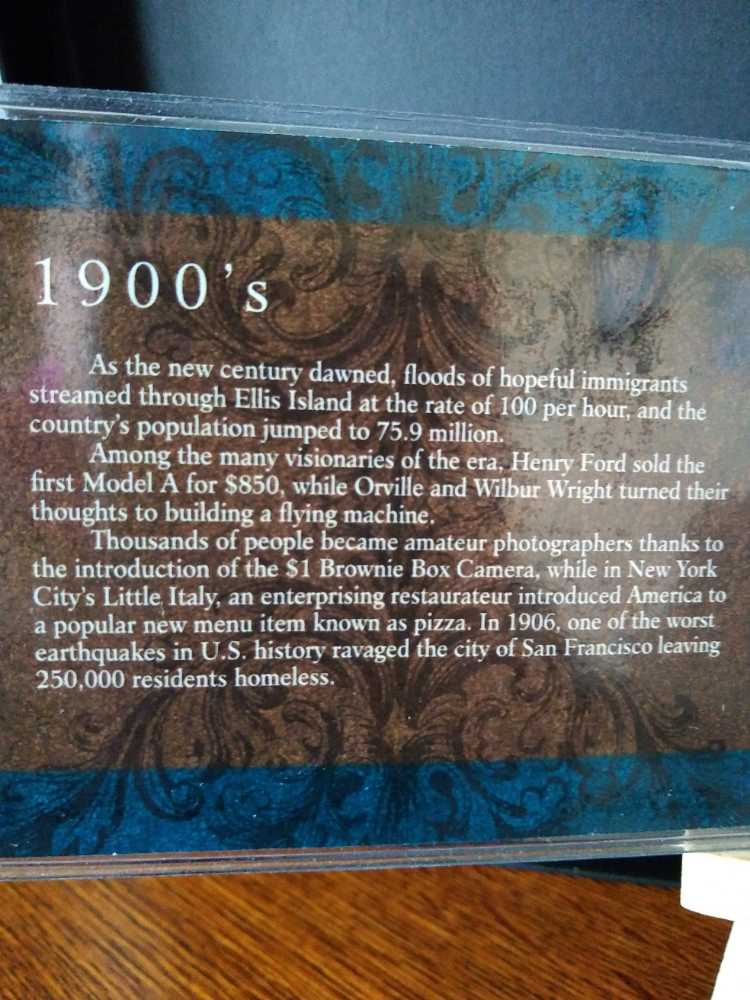 1900's
As the new century dawned, floods of hopeful immigrants
streamed through Ellis Island at the rate of 100 per hour, and the
country's population jumped to 75.9 million.
Among the many visionaries of the era, Henry Ford sold the
first Model A for $850, while Orville and Wilbur Wright turned their
thoughts to building a flying machine.
Thousands of people became amateur photographers thanks to
the introduction of the $1 Brownie Box Camera, while in New York
City's Little Italy, an enterprising restaurateur introduced America to
a popular new menu item known as pizza. In 1906, one of the worst
earthquakes in U.S. history ravaged the city of San Francisco leaving
250,000 residents homeless.